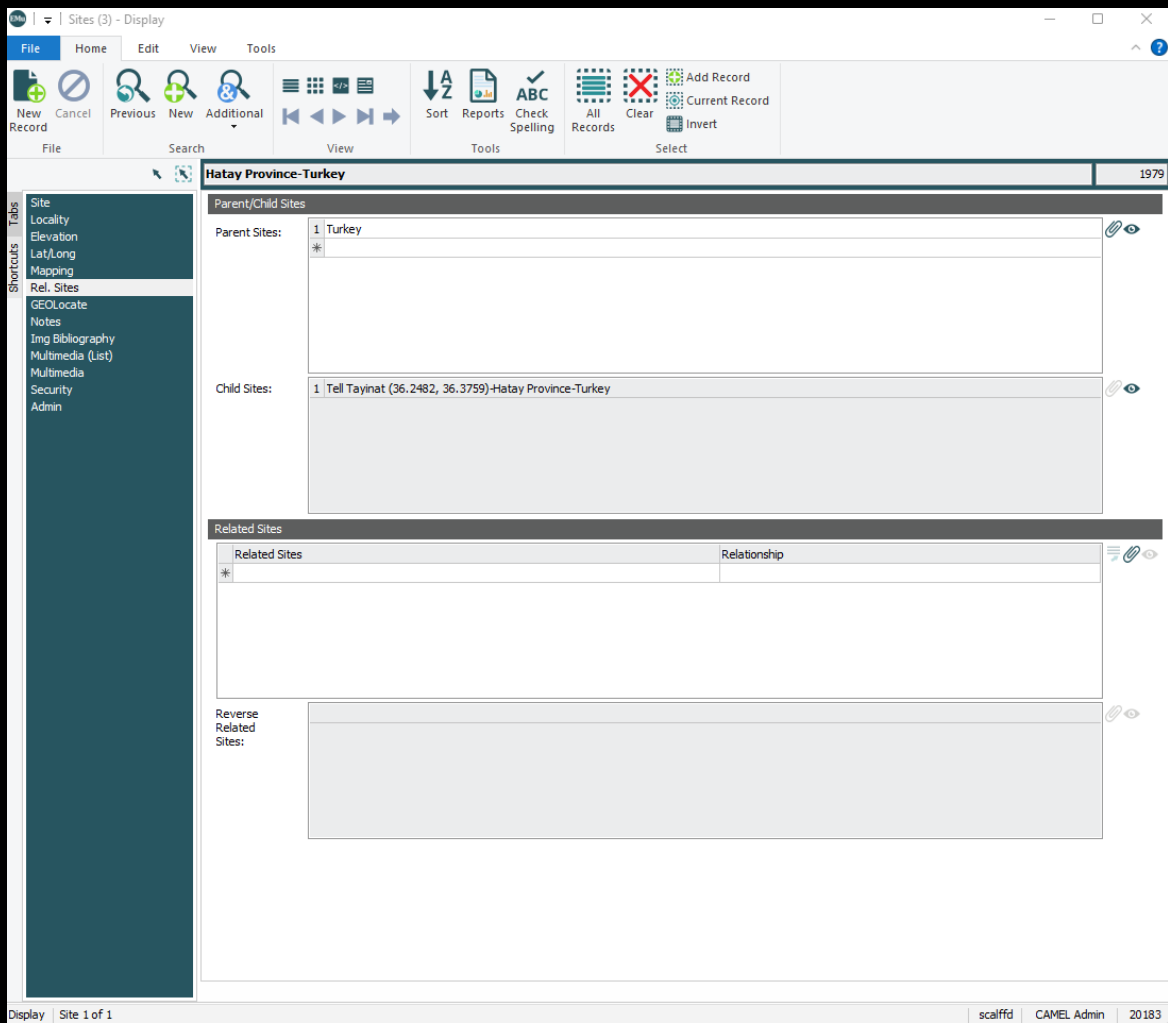 EMu Sites (3) - Display
File Home Edit View Tools
?
New Record
Cancel
Previous
New
Additional
Sort
Reports
ABC
Check Spelling
All Records
Clear
Add Record
Current Record
Invert
File Search View Tools Select
Hatay Province-Turkey 1979
Tabs
Shortcuts
Site
Locality
Elevation
Lat/Long
Mapping
Rel. Sites
GEOLocate
Notes
Img Bibliography
Multimedia (List)
Multimedia
Security
Admin
Parent/Child Sites
Parent Sites: 1 Turkey
*
Child Sites: 1 Tell Tayinat (36.2482, 36.3759)-Hatay Province-Turkey
Related Sites
Related Sites Relationship
*
Reverse
Related
Sites:
Display Site 1 of 1 scalffd CAMEL Admin 20183